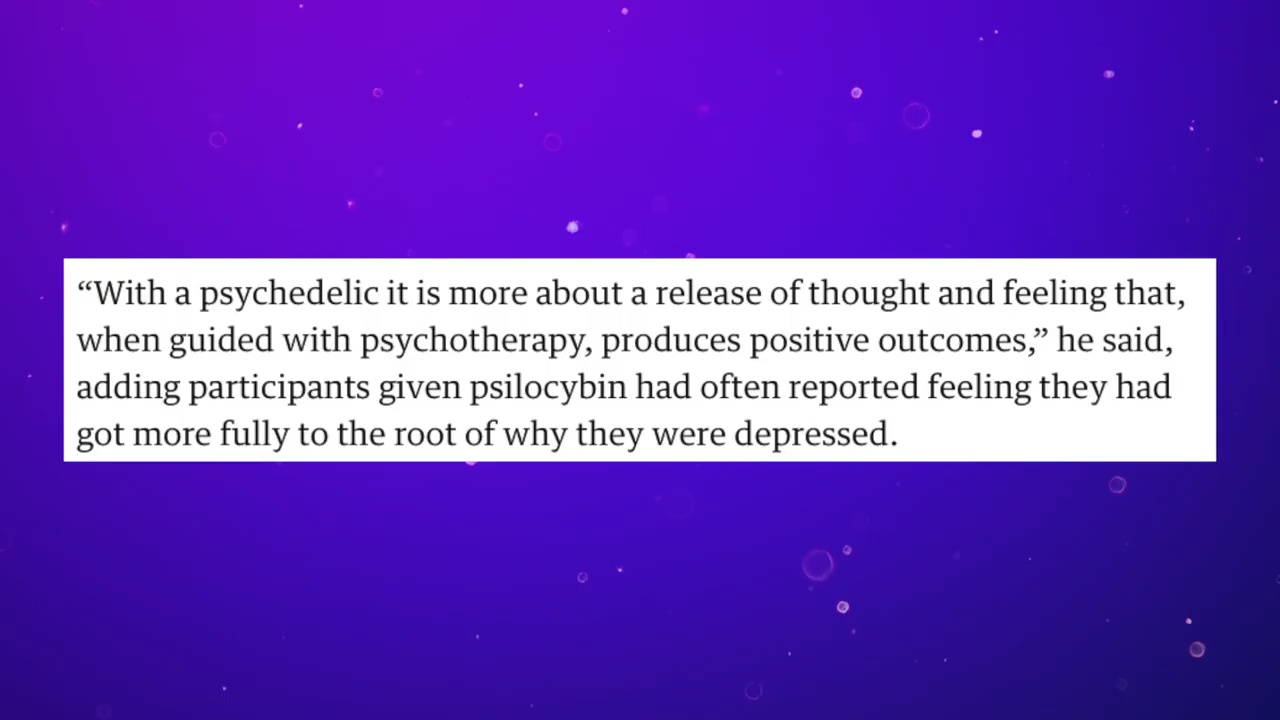 “With a psychedelic it is more about a release of thought and feeling that,
when guided with psychotherapy, produces positive outcomes,” he said,
adding participants given psilocybin had often reported feeling they had
got more fully to the root of why they were depressed.